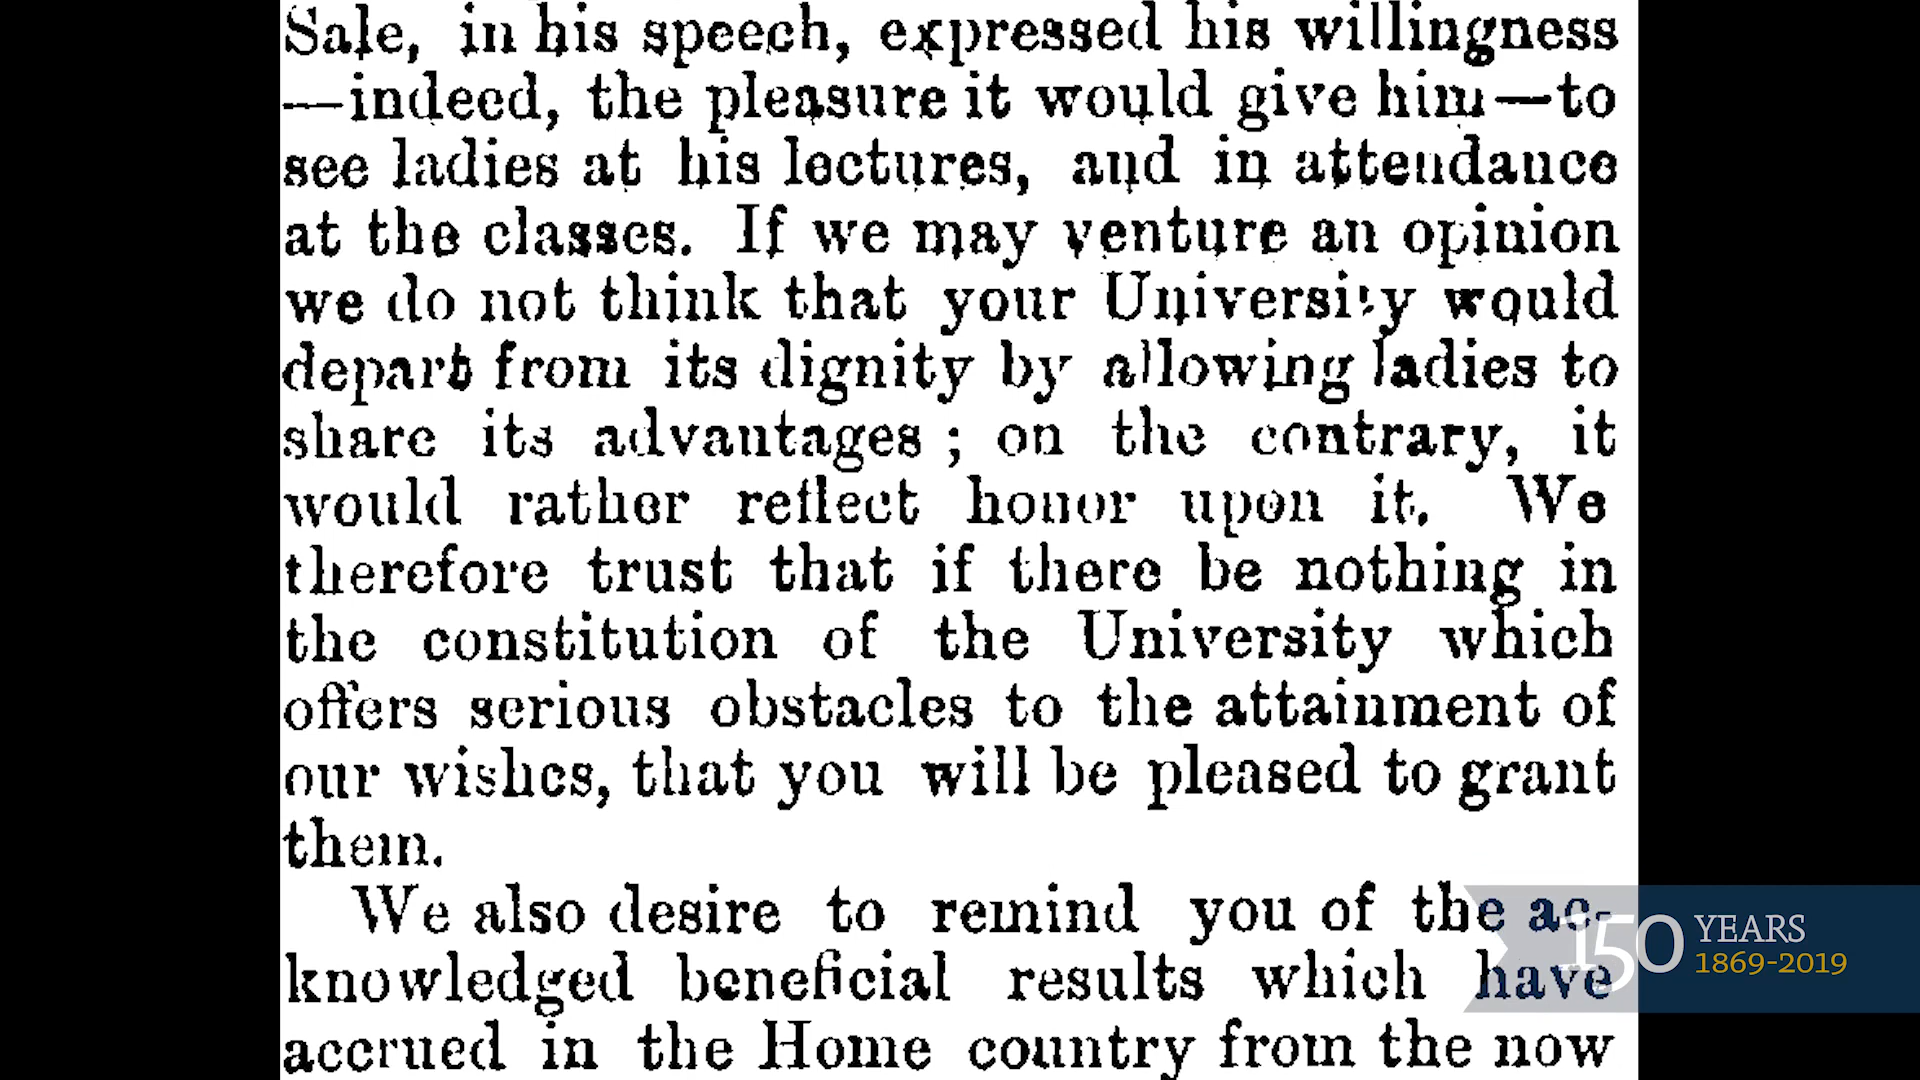 Sale, in his speech, expressed his willingness
—indeed, the pleasure it would give him—to
see ladies at his lectures, and in attendance
at the classes. If we may venture an opinion
we do not think that your University would
depart from its dignity by allowing ladies to
share its advantages ; on the contrary, it
would rather reflect honor upon it. We
therefore trust that if there be nothing in
the constitution of the University which
offers serious obstacles to the attainment of
our wishes, that you will be pleased to grant
them.
We also desire to remind you of the ac-
knowledged beneficial results which have
accrued in the Home country from the now
150 YEARS
1869-2019